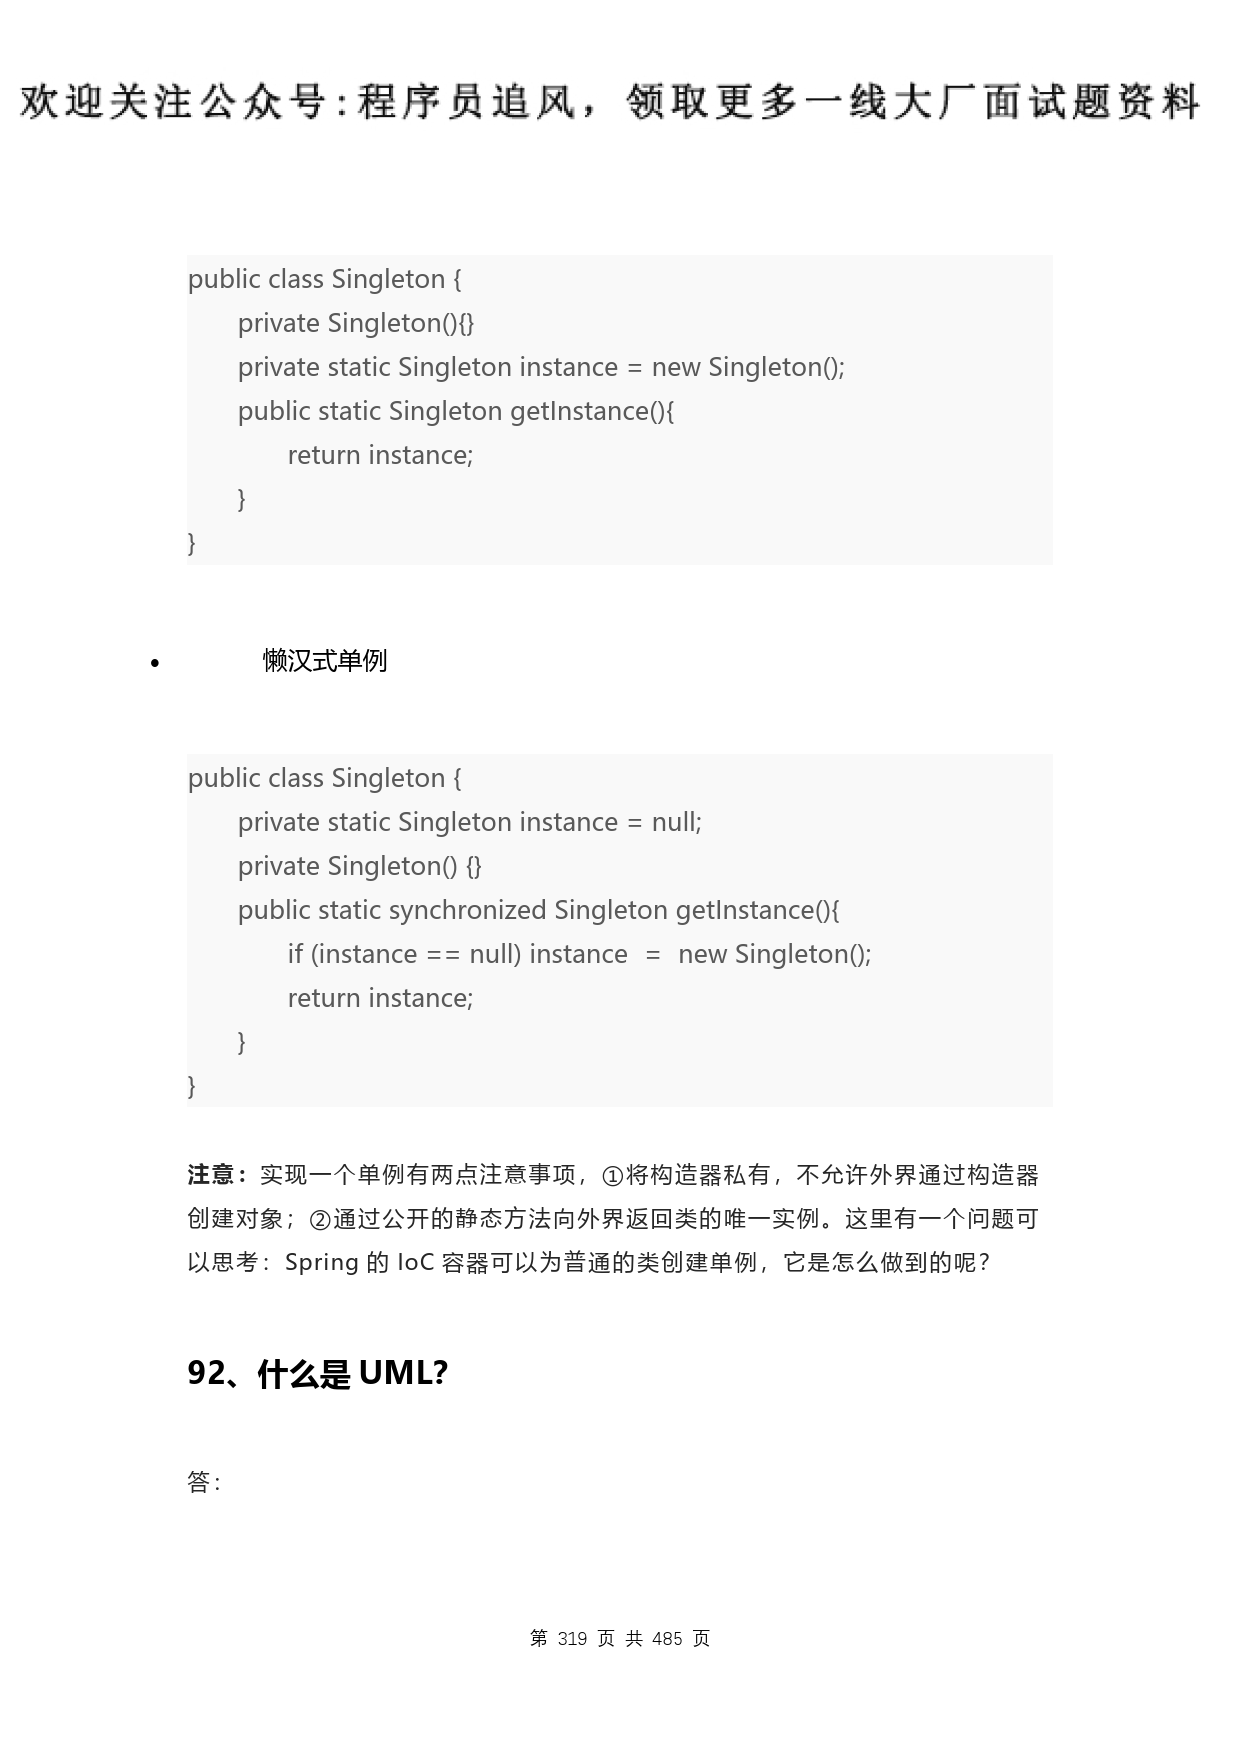 欢迎关注公众号:程序员追风，领取更多一线大厂面试题资料
public class Singleton {
private Singleton(){}
private static Singleton instance = new Singleton();
public static Singleton getInstance(){
return instance;
}
}
• 懒汉式单例
public class Singleton {
private static Singleton instance = null;
private Singleton() {}
public static synchronized Singleton getInstance(){
if (instance == null) instance = new Singleton();
return instance;
}
}
注意：实现一个单例有两点注意事项，①将构造器私有，不允许外界通过构造器
创建对象；②通过公开的静态方法向外界返回类的唯一实例。这里有一个问题可
以思考：Spring 的 IoC 容器可以为普通的类创建单例，它是怎么做到的呢？
92、什么是 UML?
答：
第 319 页 共 485 页